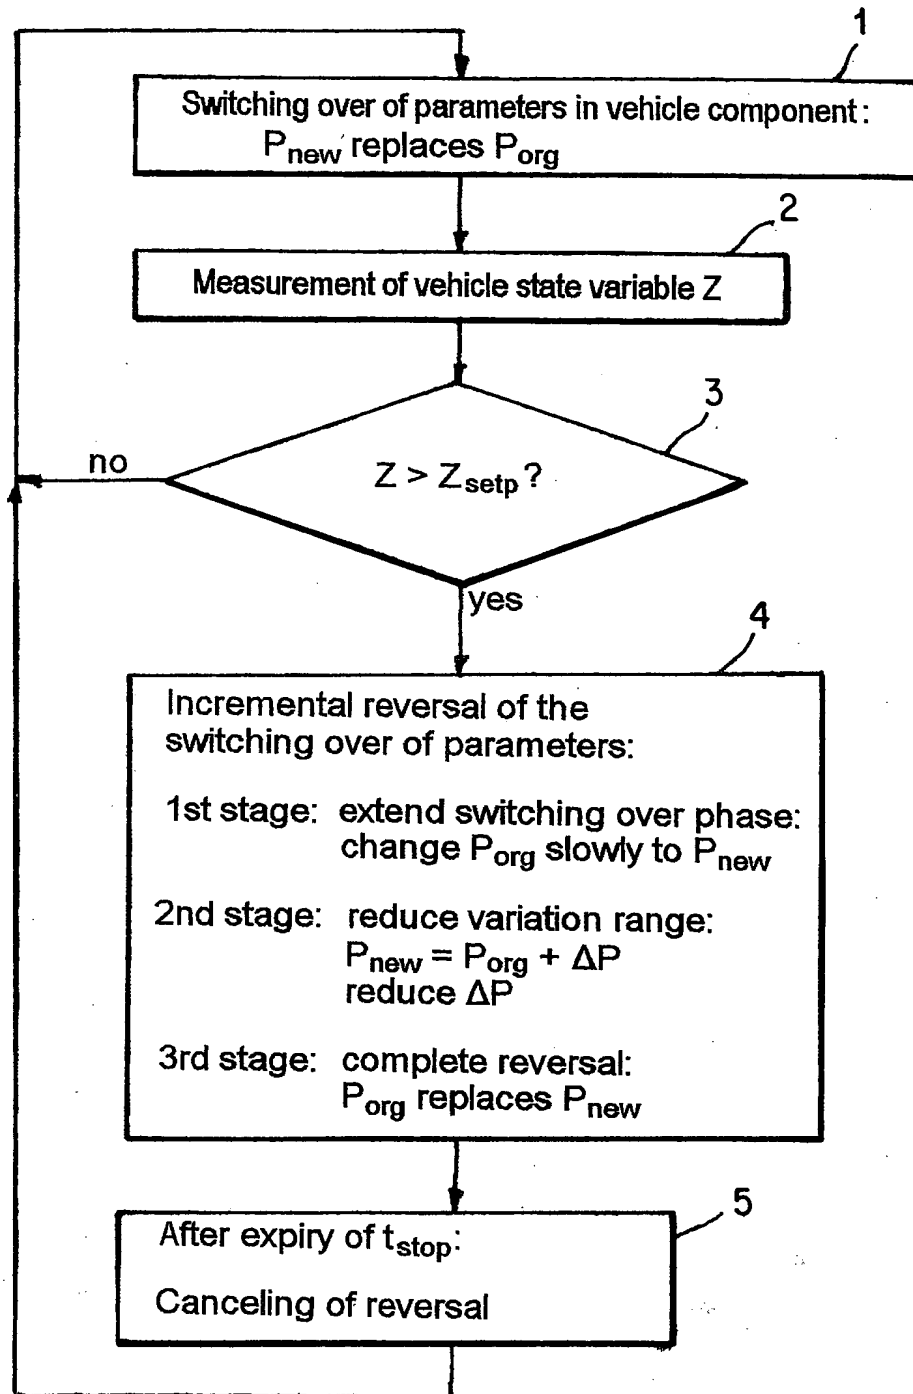 1
Switching over of parameters in vehicle component:
Pnew replaces Porg
2
Measurement of vehicle state variable Z
3
no
Z > Zsetp?
yes
4
Incremental reversal of the
switching over of parameters:
1st stage: extend switching over phase:
change Porg slowly to Pnew
2nd stage: reduce variation range:
Pnew = Porg + ΔP
reduce ΔP
3rd stage: complete reversal:
Porg replaces Pnew
5
After expiry of tstop:
Canceling of reversal